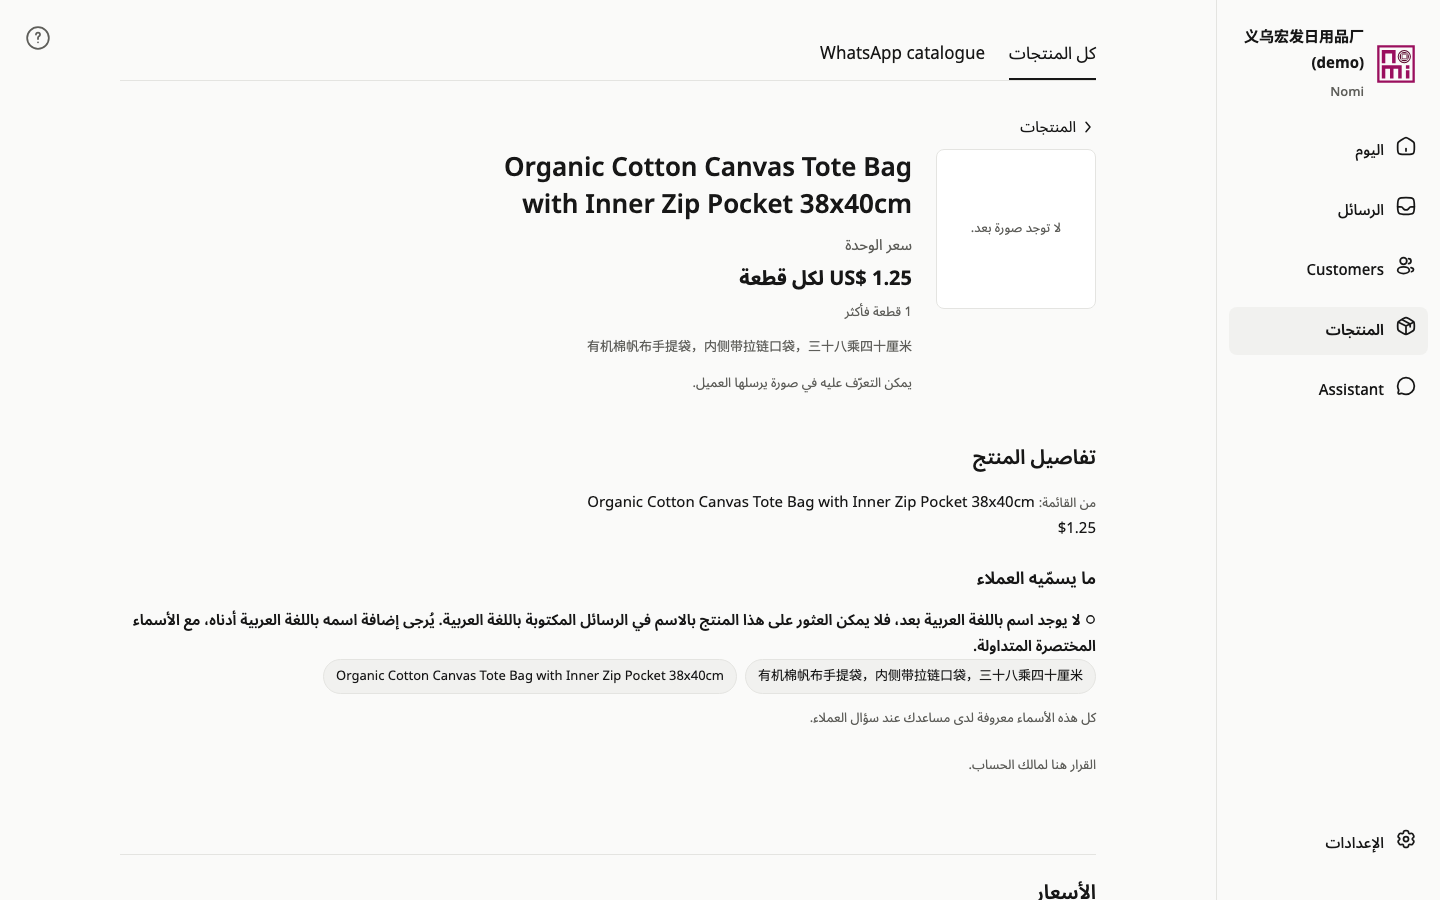 义乌宏发日用品厂
(demo)
Nomi
اليوم
الرسائل
Customers
المنتجات
Assistant
الإعدادات
كل المنتجات
WhatsApp catalogue
المنتجات
لا توجد صورة بعد.
Organic Cotton Canvas Tote Bag
with Inner Zip Pocket 38x40cm
سعر الوحدة
US$ 1.25 لكل قطعة
1 قطعة فأكثر
有机棉帆布手提袋，内侧带拉链口袋，三十八乘四十厘米
يمكن التعرّف عليه في صورة يرسلها العميل.
تفاصيل المنتج
من القائمة: Organic Cotton Canvas Tote Bag with Inner Zip Pocket 38x40cm
$1.25
ما يسمّيه العملاء
لا يوجد اسم باللغة العربية بعد، فلا يمكن العثور على هذا المنتج بالاسم في الرسائل المكتوبة باللغة العربية. يُرجى إضافة اسمه باللغة العربية أدناه، مع الأسماء
المختصرة المتداولة.
有机棉帆布手提袋，内侧带拉链口袋，三十八乘四十厘米
Organic Cotton Canvas Tote Bag with Inner Zip Pocket 38x40cm
كل هذه الأسماء معروفة لدى مساعدك عند سؤال العملاء.
القرار هنا لمالك الحساب.
الأسعار